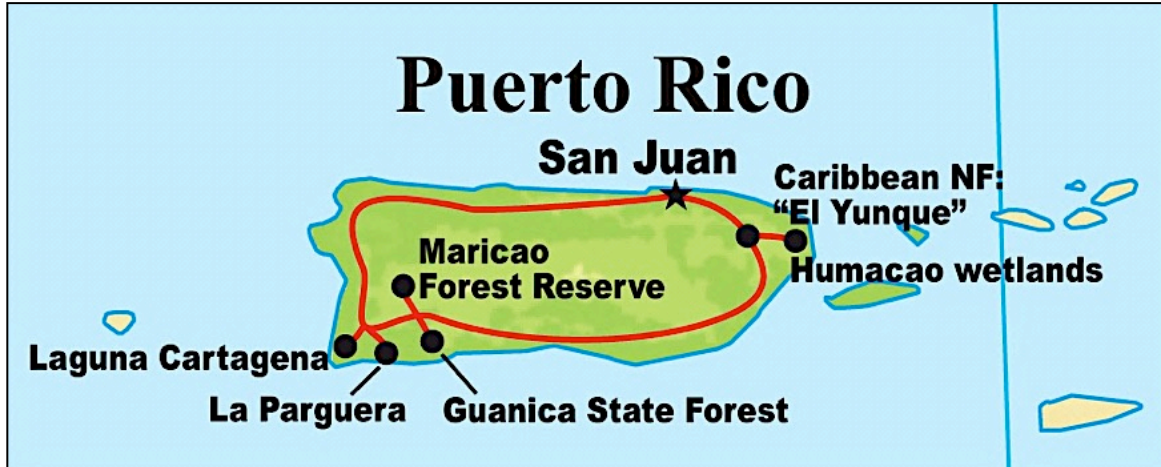 Puerto Rico
San Juan
Caribbean NF:
“El Yunque”
Humacao wetlands
Maricao
Forest Reserve
Laguna Cartagena
La Parguera
Guanica State Forest